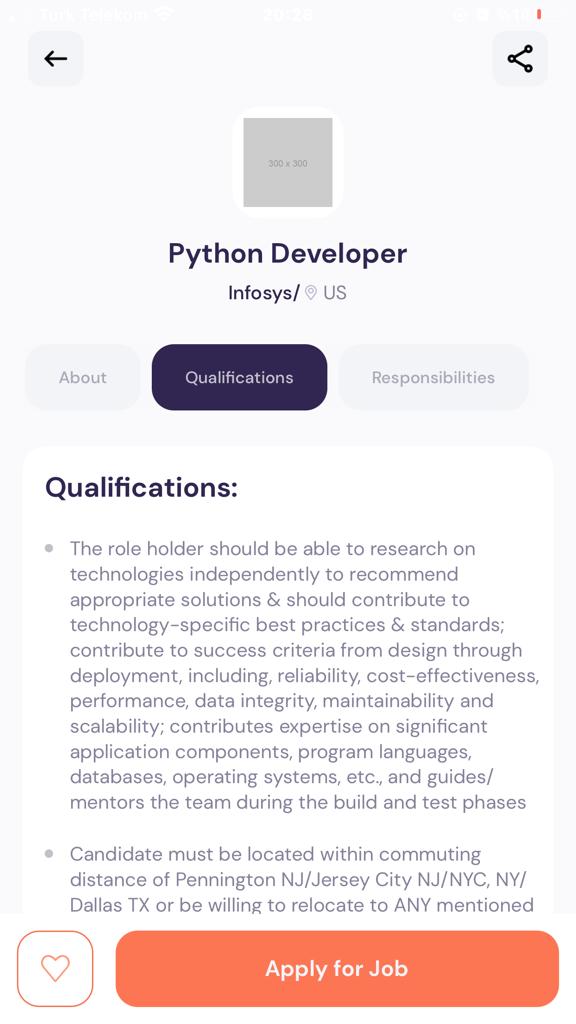 Turk Telekom 20:28
300 x 300
Python Developer
Infosys/ US
About Qualifications Responsibilities
Qualifications:
The role holder should be able to research on
technologies independently to recommend
appropriate solutions & should contribute to
technology-specific best practices & standards;
contribute to success criteria from design through
deployment, including, reliability, cost-effectiveness,
performance, data integrity, maintainability and
scalability; contributes expertise on significant
application components, program languages,
databases, operating systems, etc., and guides/
mentors the team during the build and test phases
Candidate must be located within commuting
distance of Pennington NJ/Jersey City NJ/NYC, NY/
Dallas TX or be willing to relocate to ANY mentioned
Apply for Job